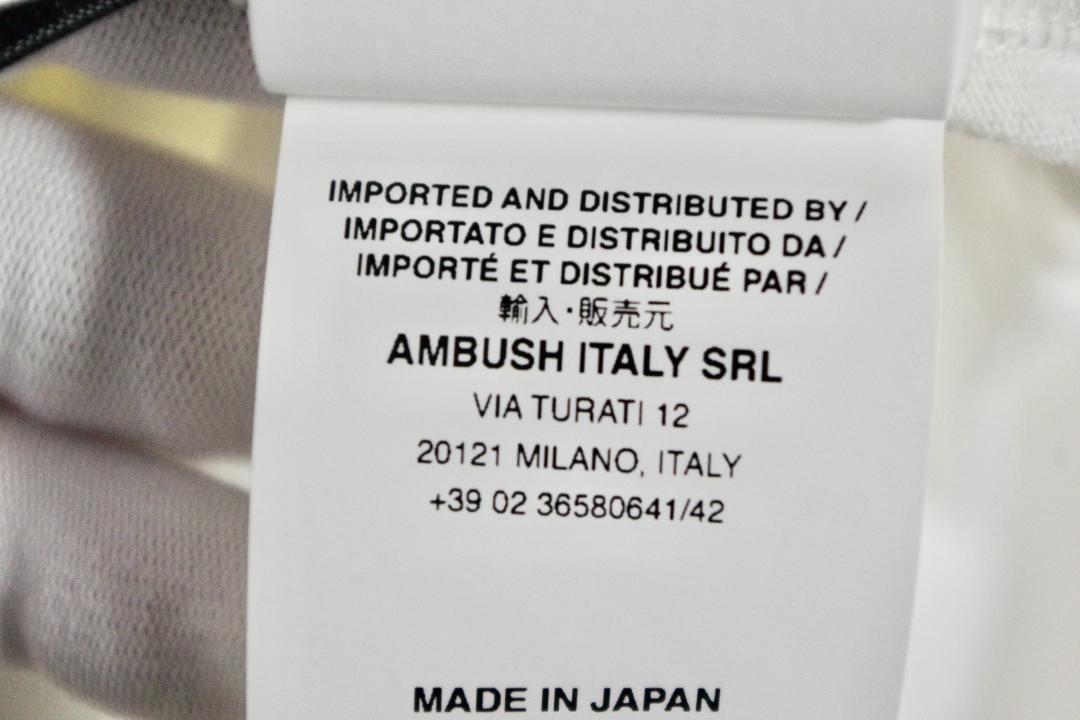 IMPORTED AND DISTRIBUTED BY /
IMPORTATO E DISTRIBUITO DA /
IMPORTÉ ET DISTRIBUÉ PAR /
輸入·販売元
AMBUSH ITALY SRL
VIA TURATI 12
20121 MILANO, ITALY
+39 02 36580641/42
MADE IN JAPAN